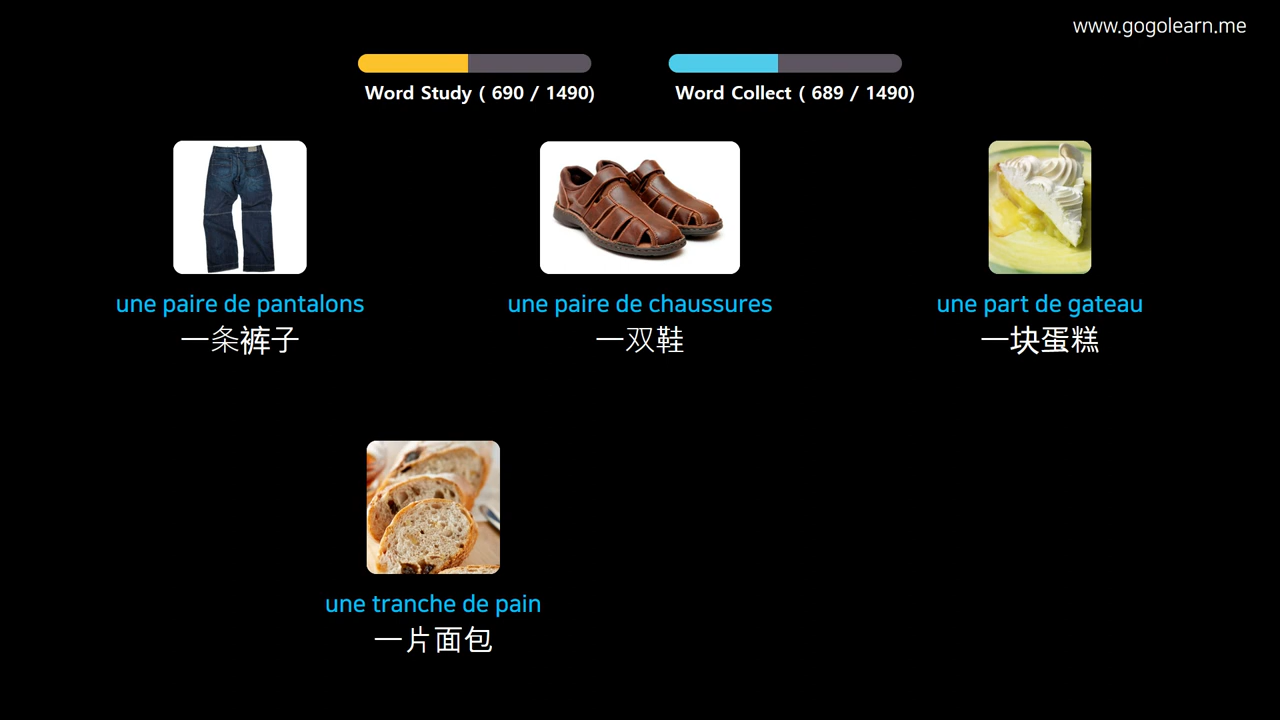 www.gogolearn.me
Word Study ( 690 / 1490)
Word Collect ( 689 / 1490)
une paire de pantalons
一条裤子
une paire de chaussures
一双鞋
une part de gateau
一块蛋糕
une tranche de pain
一片面包